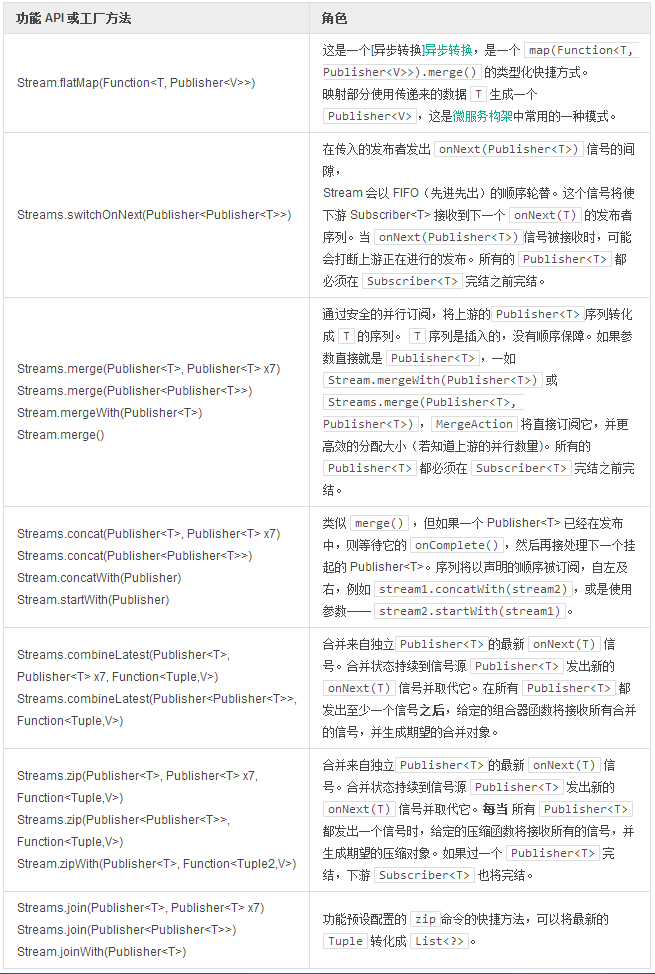 功能 API 或工厂方法
角色
Stream.flatMap(Function<T, Publisher<V>>)
这是一个[异步转换]异步转换，是一个 map(Function<T,
Publisher<V>>).merge() 的类型化快捷方式。
映射部分使用传递来的数据 T 生成一个
Publisher<V> ，这是微服务构架中常用的一种模式。
Streams.switchOnNext(Publisher<Publisher<T>>)
在传入的发布者发出 onNext(Publisher<T>) 信号的间
隙，
Stream 会以 FIFO（先进先出）的顺序轮替。这个信号将使
下游 Subscriber<T> 接收到下一个 onNext(T) 的发布者
序列。当 onNext(Publisher<T>) 信号被接收时，可能
会打断上游正在进行的发布。所有的 Publisher<T> 都
必须在 Subscriber<T> 完结之前完结。
Streams.merge(Publisher<T>, Publisher<T> x7)
Streams.merge(Publisher<Publisher<T>>)
Stream.mergeWith(Publisher<T>)
Stream.merge()
通过安全的并行订阅，将上游的 Publisher<T> 序列转化
成 T 的序列。 T 序列是插入的，没有顺序保障。如果参
数直接就是 Publisher<T> ，一如
Stream.mergeWith(Publisher<T>) 或
Streams.merge(Publisher<T>,
Publisher<T>) ， MergeAction 将直接订阅它，并更
高效的分配大小（若知道上游的并行数量)。所有的
Publisher<T> 都必须在 Subscriber<T> 完结之前完
结。
Streams.concat(Publisher<T>, Publisher<T> x7)
Streams.concat(Publisher<Publisher<T>>)
Stream.concatWith(Publisher)
Stream.startWith(Publisher)
类似 merge() ，但如果一个 Publisher<T> 已经在发布
中，则等待它的 onComplete() ，然后再接处理下一个挂
起的 Publisher<T>。序列将以声明的顺序被订阅，自左及
右，例如 stream1.concatWith(stream2) ，或是使用
参数—— stream2.startWith(stream1) 。
Streams.combineLatest(Publisher<T>,
Publisher<T> x7, Function<Tuple,V>)
Streams.combineLatest(Publisher<Publisher<T>>,
Function<Tuple,V>)
合并来自独立 Publisher<T> 的最新 onNext(T) 信
号。合并状态持续到信号源 Publisher<T> 发出新的
onNext(T) 信号并取代它。在所有 Publisher<T> 都
发出至少一个信号之后，给定的组合器函数将接收所有合并
的信号，并生成期望的合并对象。
Streams.zip(Publisher<T>, Publisher<T> x7,
Function<Tuple,V>)
Streams.zip(Publisher<Publisher<T>>,
Function<Tuple,V>)
Stream.zipWith(Publisher<T>, Function<Tuple2,V>)
合并来自独立 Publisher<T> 的最新 onNext(T) 信
号。合并状态持续到信号源 Publisher<T> 发出新的
onNext(T) 信号并取代它。每当 所有 Publisher<T>
都发出一个信号时，给定的压缩函数将接收所有的信号，并
生成期望的压缩对象。如果过一个 Publisher<T> 完
结，下游 Subscriber<T> 也将完结。
Streams.join(Publisher<T>, Publisher<T> x7)
Streams.join(Publisher<Publisher<T>>)
Stream.joinWith(Publisher<T>)
功能预设配置的 zip 命令的快捷方法，可以将最新的
Tuple 转化成 List<?> 。